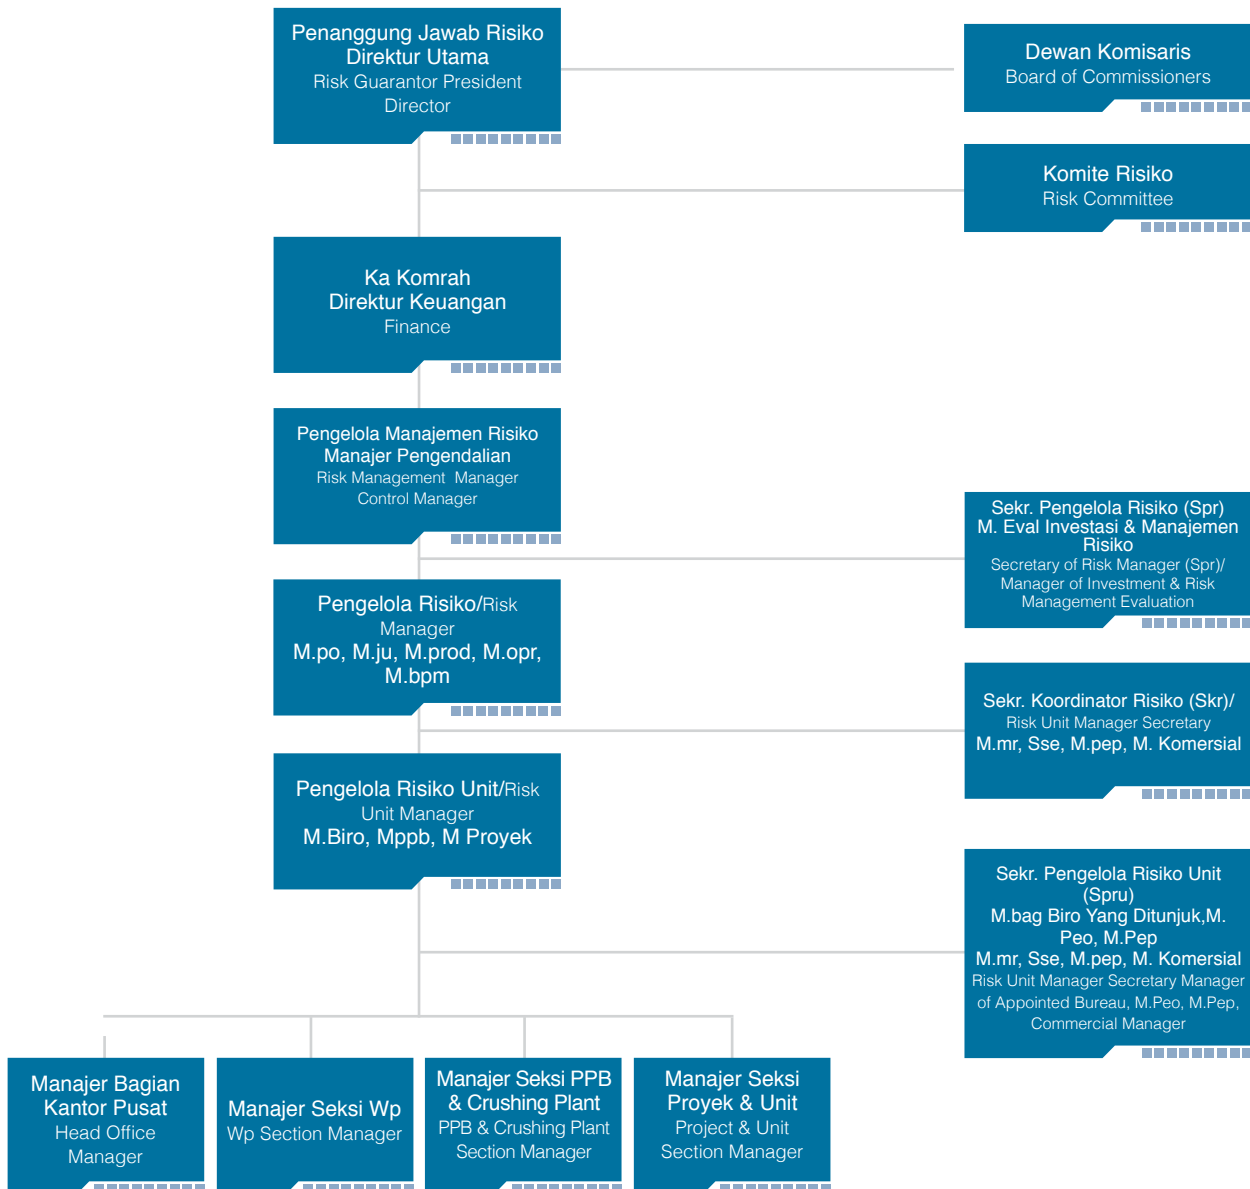 Penanggung Jawab Risiko
Direktur Utama
Risk Guarantor President
Director
Dewan Komisaris
Board of Commissioners
Komite Risiko
Risk Committee
Ka Komrah
Direktur Keuangan
Finance
Pengelola Manajemen Risiko
Manajer Pengendalian
Risk Management Manager
Control Manager
Sekr. Pengelola Risiko (Spr)
M. Eval Investasi & Manajemen
Risiko
Secretary of Risk Manager (Spr)/
Manager of Investment & Risk
Management Evaluation
Pengelola Risiko/Risk
Manager
M.po, M.ju, M.prod, M.opr,
M.bpm
Sekr. Koordinator Risiko (Skr)/
Risk Unit Manager Secretary
M.mr, Sse, M.pep, M. Komersial
Pengelola Risiko Unit/Risk
Unit Manager
M.Biro, Mppb, M Proyek
Sekr. Pengelola Risiko Unit
(Spru)
M.bag Biro Yang Ditunjuk,M.
Peo, M.Pep
M.mr, Sse, M.pep, M. Komersial
Risk Unit Manager Secretary Manager
of Appointed Bureau, M.Peo, M.Pep,
Commercial Manager
Manajer Bagian
Kantor Pusat
Head Office
Manager
Manajer Seksi Wp
Wp Section Manager
Manajer Seksi PPB
& Crushing Plant
PPB & Crushing Plant
Section Manager
Manajer Seksi
Proyek & Unit
Project & Unit
Section Manager